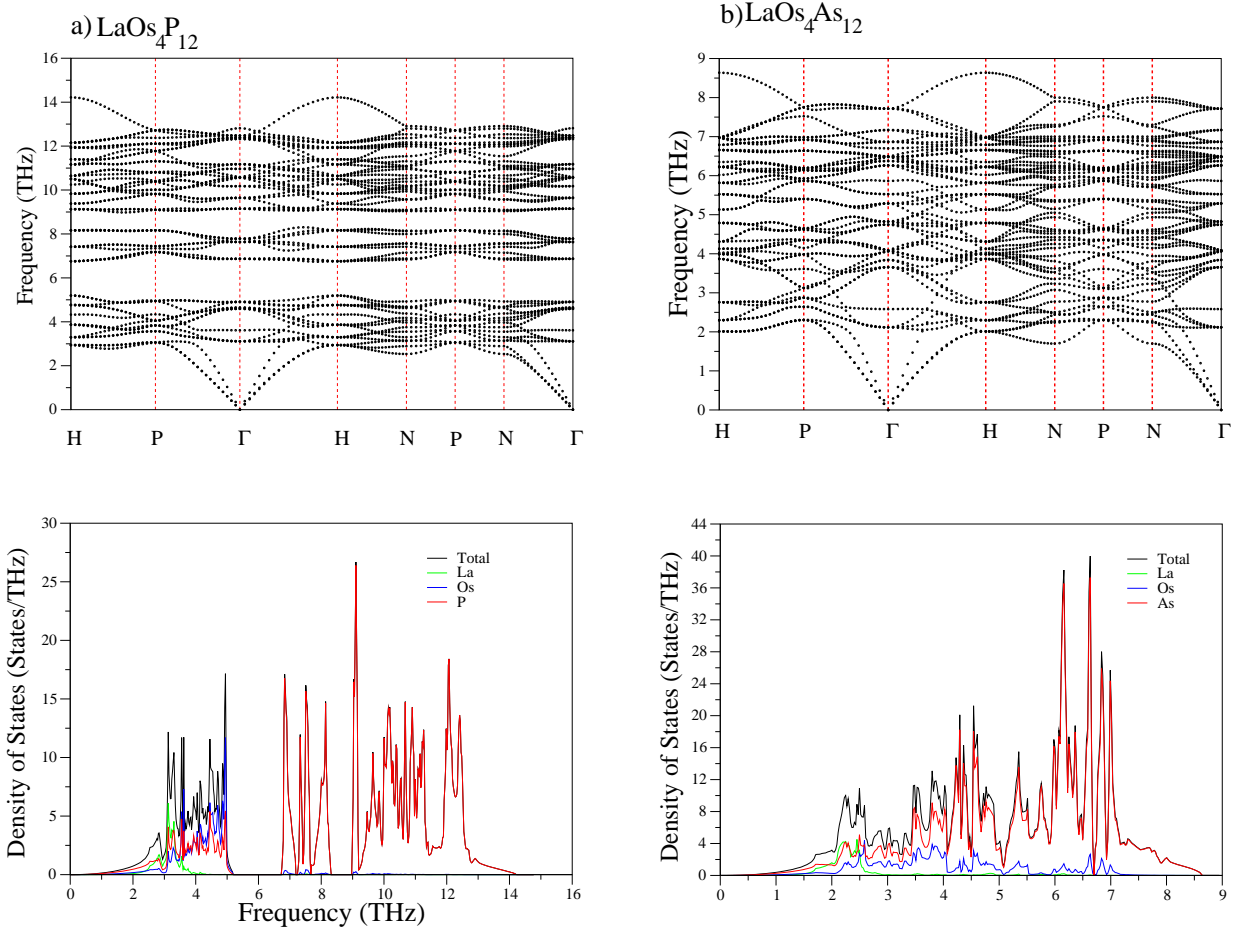 a) LaOs4P12
b) LaOs4As12
Frequency (THz)
16
14
12
10
8
6
4
2
0
H P Γ H N P N Γ
Frequency (THz)
9
8
7
6
5
4
3
2
1
0
H P Γ H N P N Γ
Density of States (States/THz)
30
25
20
15
10
5
0
Total
La
Os
P
0 2 4 6 8 10 12 14 16
Frequency (THz)
Density of States (States/THz)
44
40
36
32
28
24
20
16
12
8
4
0
Total
La
Os
As
0 1 2 3 4 5 6 7 8 9